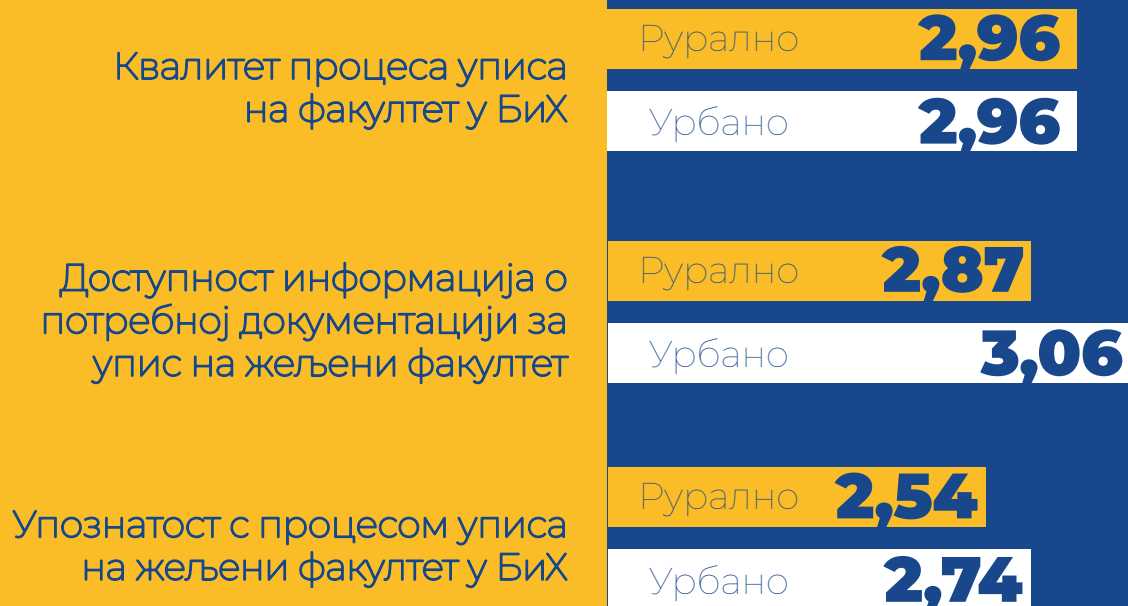 Квалитет процеса уписа
на факултет у БиХ
Рурално 2,96
Урбано 2,96
Доступност информација о
потребној документацији за
упис на жељени факултет
Рурално 2,87
Урбано 3,06
Упознатост с процесом уписа
на жељени факултет у БиХ
Рурално 2,54
Урбано 2,74